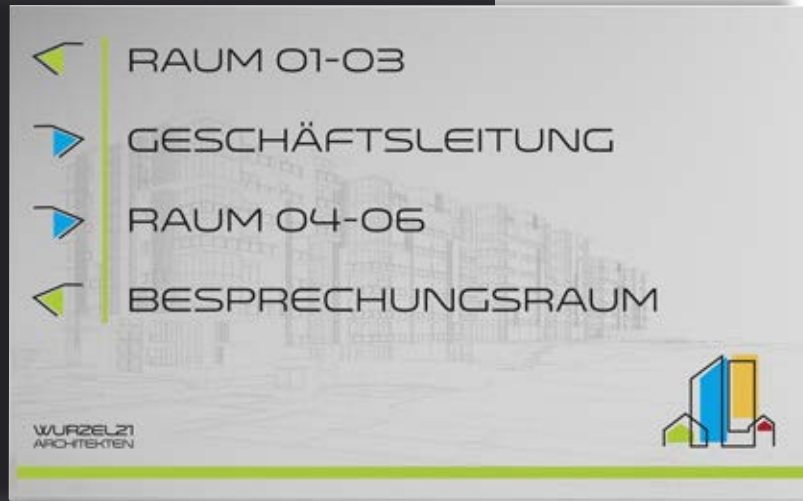 RAUM 01-03
GESCHÄFTSLEITUNG
RAUM 04-06
BESPRECHUNGSRAUM
WURZEL21
ARCHITEKTEN